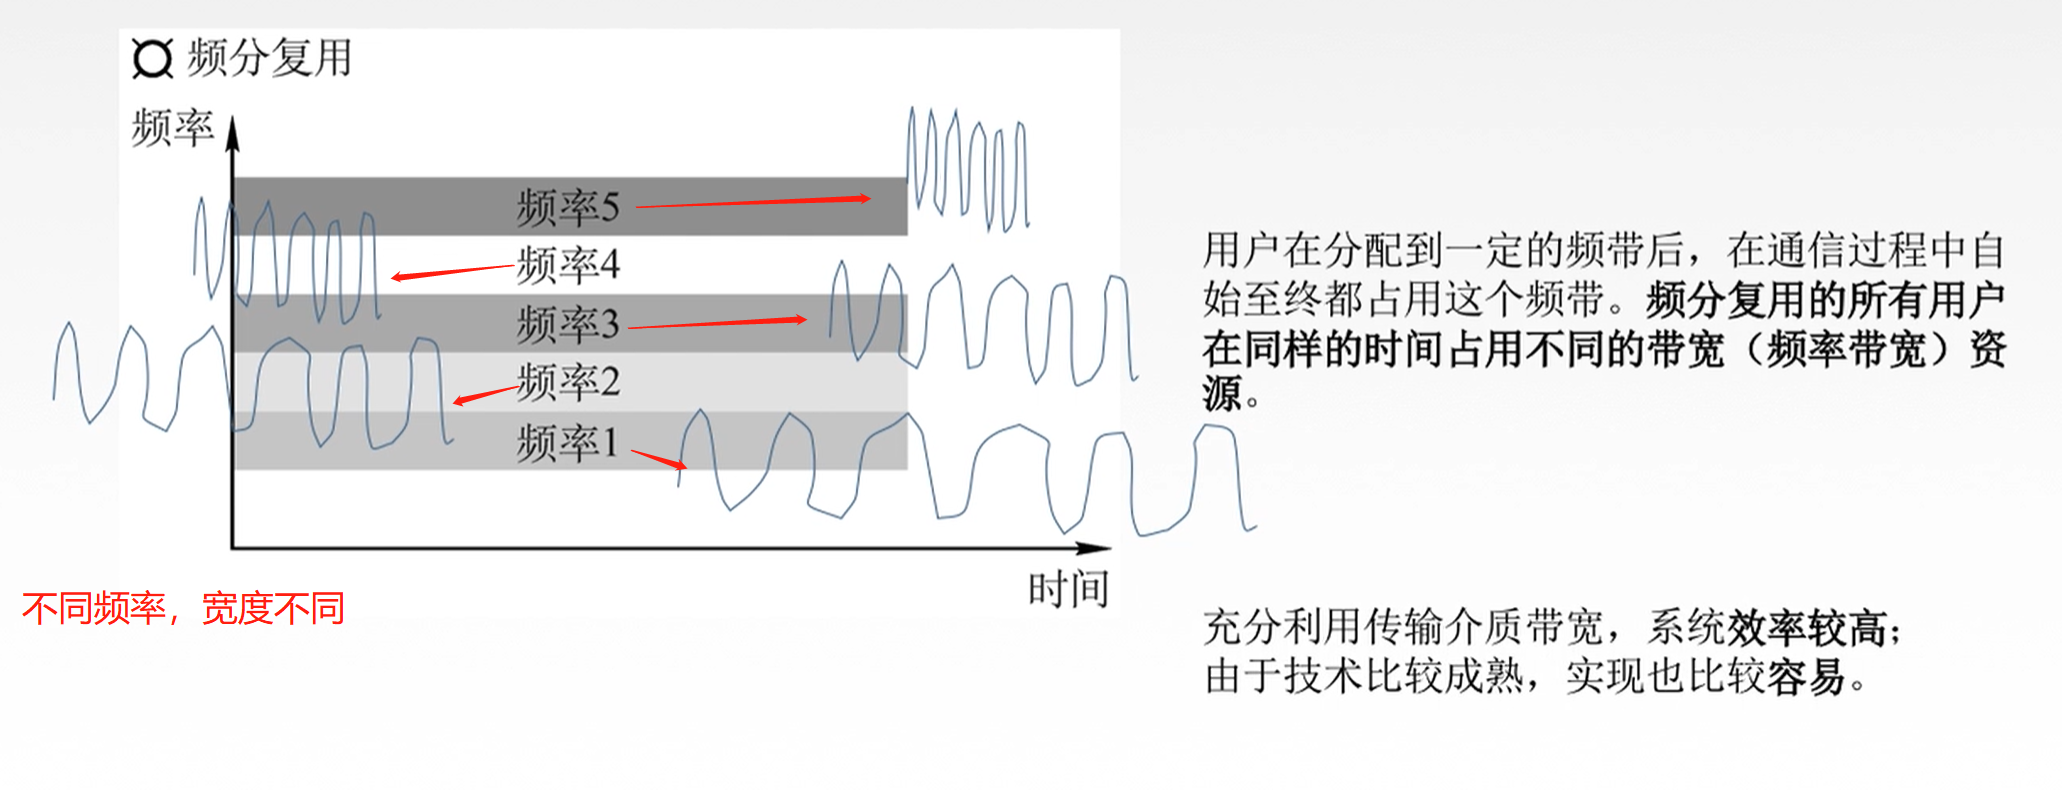 ¤ 频分复用
频率
频率5
频率4
频率3
频率2
频率1
时间
不同频率，宽度不同
用户在分配到一定的频带后，在通信过程中自
始至终都占用这个频带。频分复用的所有用户
在同样的时间占用不同的带宽（频率带宽）资
源。
充分利用传输介质带宽，系统效率较高；
由于技术比较成熟，实现也比较容易。